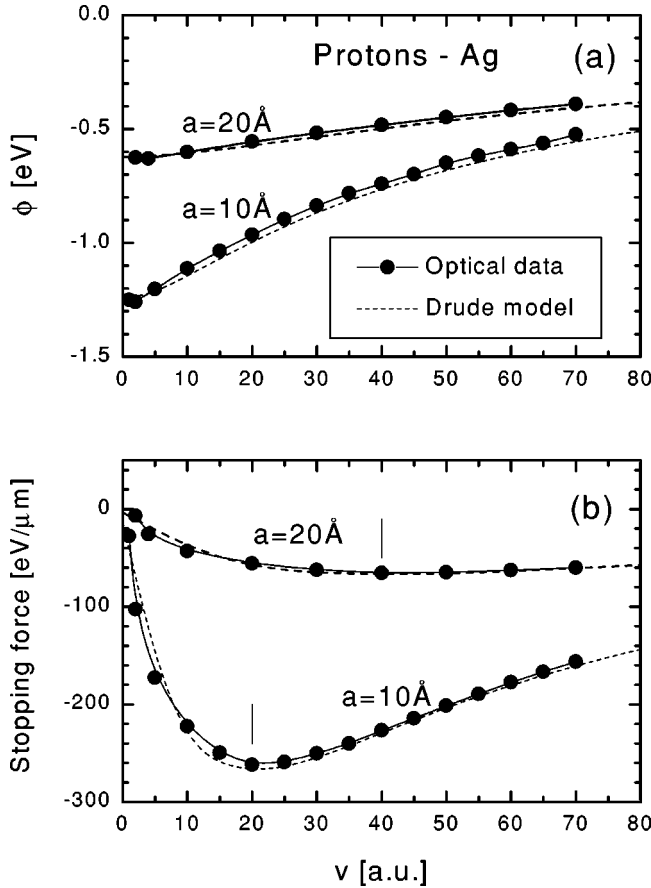 0.0
Protons - Ag
(a)
a=20Å
-0.5
ϕ [eV]
a=10Å
-1.0
Optical data
Drude model
-1.5
0 10 20 30 40 50 60 70 80
0
(b)
a=20Å
Stopping force [eV/μm]
-100
a=10Å
-200
-300
0 10 20 30 40 50 60 70 80
v [a.u.]